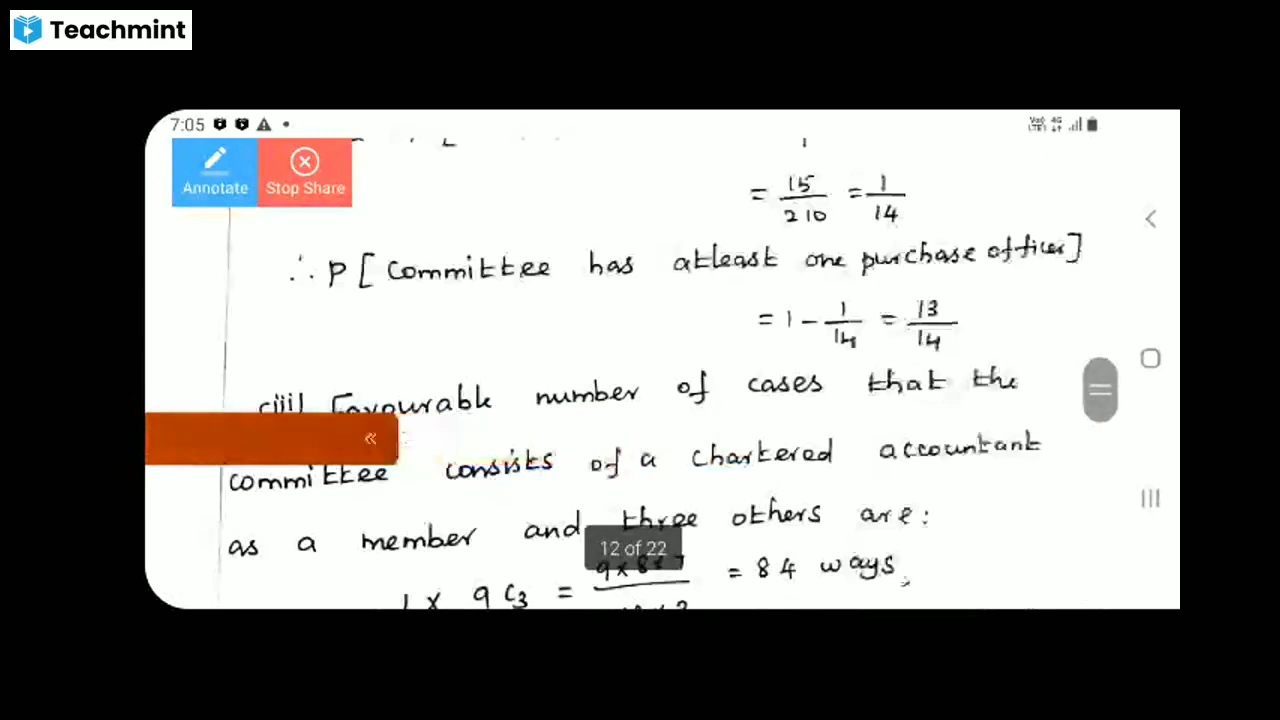 Teachmint
7:05
Annotate
Stop Share
= 15/210 = 1/14
∴ P [ Committee has atleast one purchase officer]
= 1 - 1/14 = 13/14
ciii) Favourable number of cases that the
committee consists of a chartered accountant
as a member and three others are:
12 of 22
1 x 9C3 = 9x8x7 = 84 ways